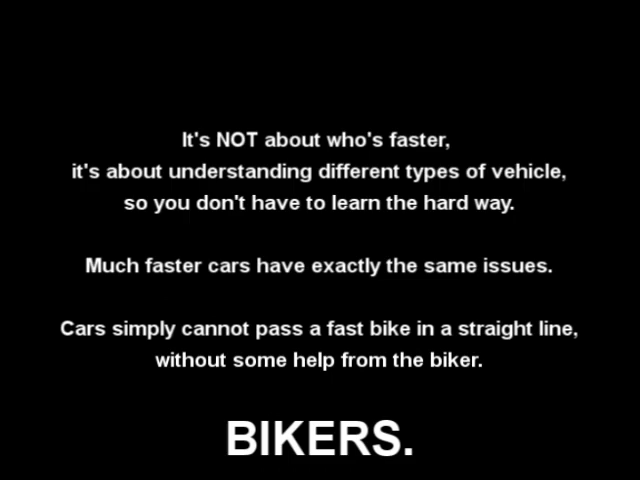 It's NOT about who's faster,
it's about understanding different types of vehicle,
so you don't have to learn the hard way.
Much faster cars have exactly the same issues.
Cars simply cannot pass a fast bike in a straight line,
without some help from the biker.
BIKERS.